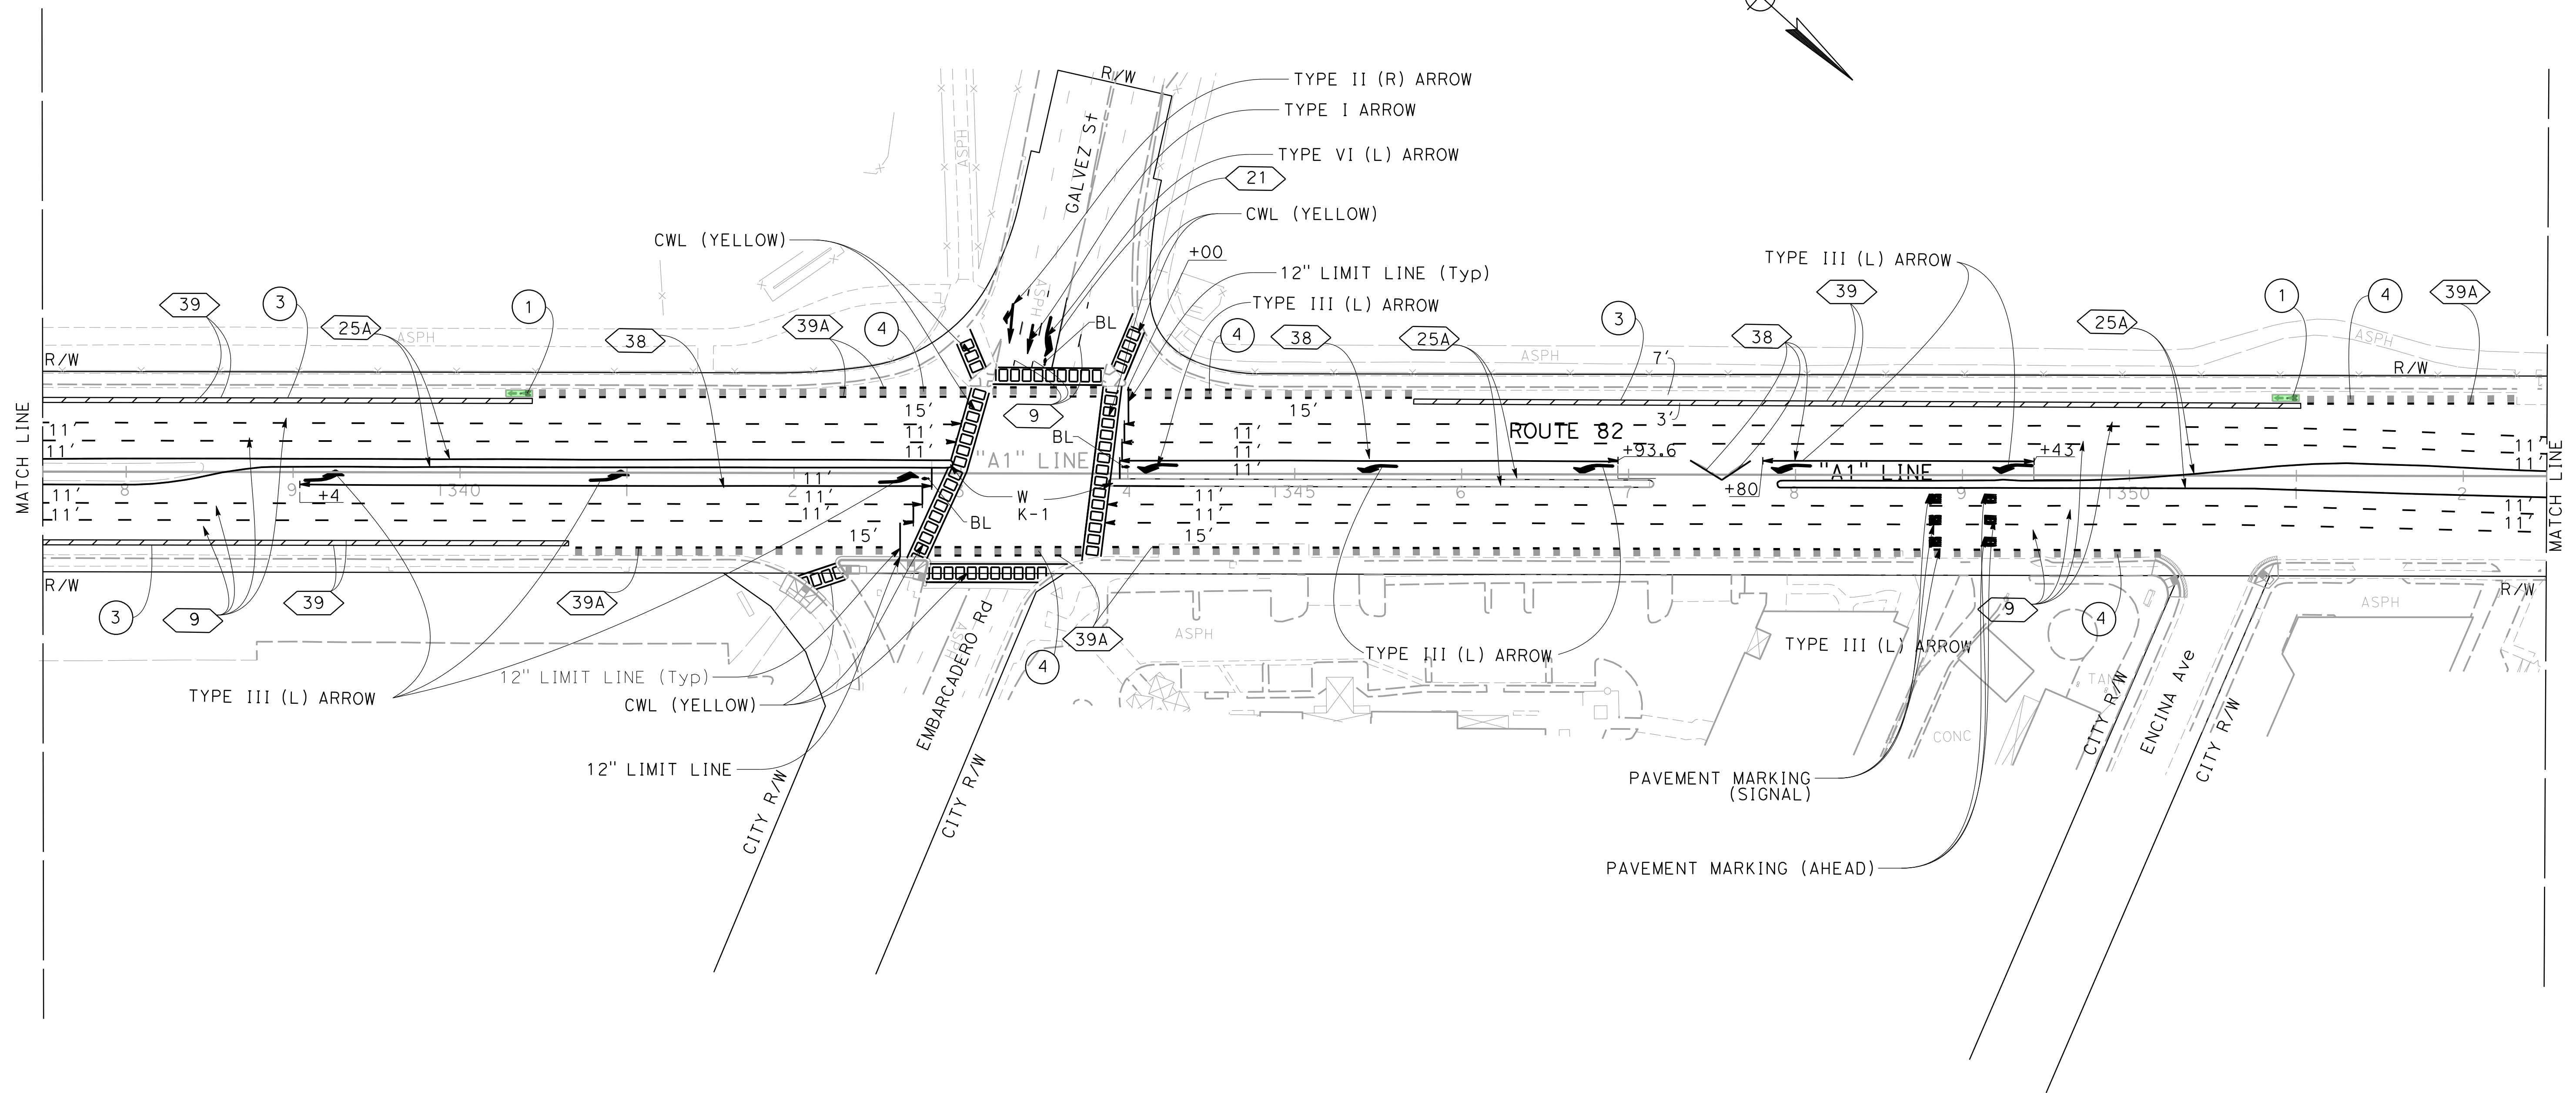 R/W
TYPE II (R) ARROW
TYPE I ARROW
GALVEZ St
ASPH
TYPE VI (L) ARROW
21
CWL (YELLOW)
CWL (YELLOW)
+00
12" LIMIT LINE (Typ)
TYPE III (L) ARROW
TYPE III (L) ARROW
39
3
25A
1
38
39A
4
ASPH
BL
4
38
25A
3
38
39
25A
1
4
39A
ASPH
ASPH
ASPH
R/W
7'
R/W
9
15'
15'
3'
11'
11'
11'
11'
BL
11'
11'
11'
ROUTE 82
11'
11'
MATCH LINE
"A1" LINE
+93.6
"A1" LINE
+43
MATCH LINE
8
9
+4
1340
1
2
11'
11'
11'
3
W
K-1
4
1345
6
7
+80
8
9
1350
1
2
11'
11'
BL
11'
11'
11'
11'
15'
15'
R/W
3
9
39
39A
39A
4
ASPH
9
4
ASPH
R/W
ASPH
TYPE III (L) ARROW
12" LIMIT LINE (Typ)
CWL (YELLOW)
TYPE III (L) ARROW
TYPE III (L) ARROW
EMBARCADERO Rd
CITY R/W
ENCINA Ave
CITY R/W
CONC
12" LIMIT LINE
CITY R/W
CITY R/W
PAVEMENT MARKING
(SIGNAL)
PAVEMENT MARKING (AHEAD)